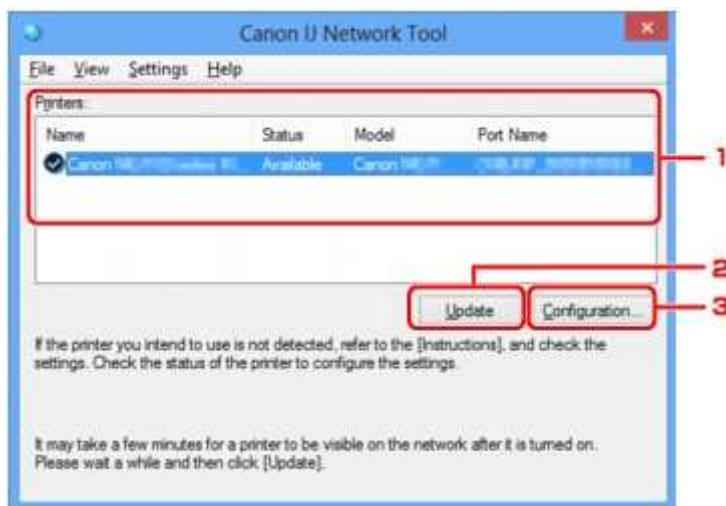 Canon IJ Network Tool
File View Settings Help
Printers:
Name Status Model Port Name
Canon Available Canon
1
2
Update Configuration...
3
If the printer you intend to use is not detected, refer to the [Instructions], and check the
settings. Check the status of the printer to configure the settings.
It may take a few minutes for a printer to be visible on the network after it is turned on.
Please wait a while and then click [Update].